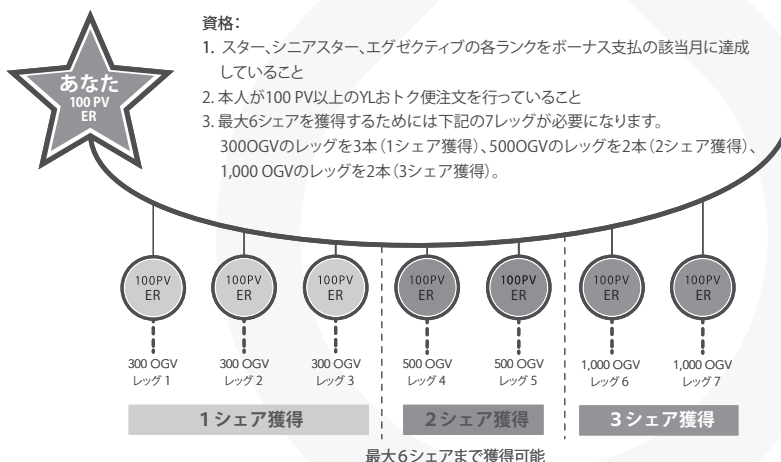 資格：
1. スター、シニアスター、エグゼクティブの各ランクをボーナス支払の該当月に達成
していること
2. 本人が100 PV以上のYLおトク便注文を行っていること
3. 最大6シェアを獲得するためには下記の7レッグが必要になります。
300OGVのレッグを3本（1シェア獲得）、500OGVのレッグを2本（2シェア獲得）、
1,000 OGVのレッグを2本（3シェア獲得）。
あなた
100 PV
ER
100PV
ER
100PV
ER
100PV
ER
100PV
ER
100PV
ER
100PV
ER
100PV
ER
300 OGV
レッグ 1
300 OGV
レッグ 2
300 OGV
レッグ 3
500 OGV
レッグ 4
500 OGV
レッグ 5
1,000 OGV
レッグ 6
1,000 OGV
レッグ 7
1シェア獲得
2シェア獲得
3シェア獲得
最大6シェアまで獲得可能